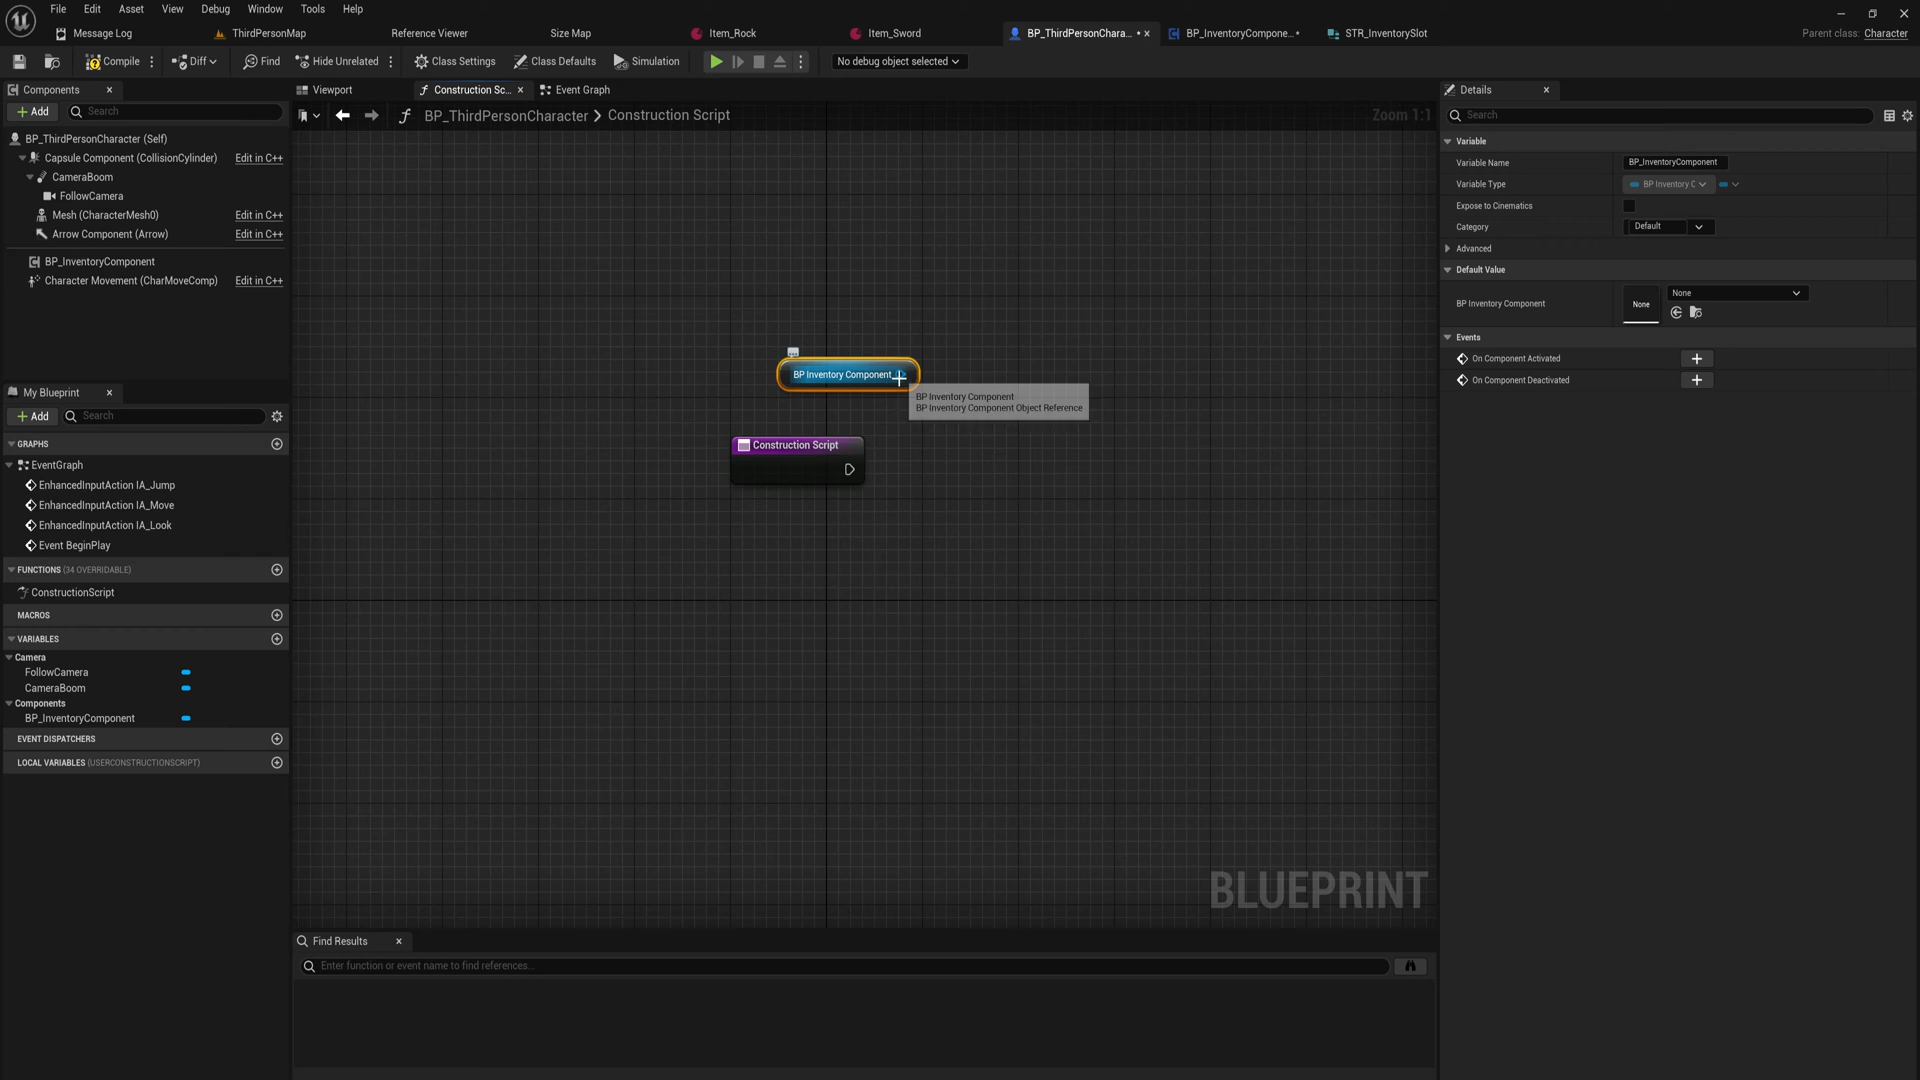 File Edit Asset View Debug Window Tools Help
Message Log
ThirdPersonMap
Reference Viewer
Size Map
Item_Rock
Item_Sword
BP_ThirdPersonChara... •
BP_InventoryCompone...•
STR_InventorySlot
Parent class: Character
Compile
Diff
Find
Hide Unrelated
Class Settings
Class Defaults
Simulation
No debug object selected
Components
Add
Search
BP_ThirdPersonCharacter (Self)
Capsule Component (CollisionCylinder) Edit in C++
CameraBoom
FollowCamera
Mesh (CharacterMesh0) Edit in C++
Arrow Component (Arrow) Edit in C++
BP_InventoryComponent
Character Movement (CharMoveComp) Edit in C++
My Blueprint
Add
Search
GRAPHS
EventGraph
EnhancedInputAction IA_Jump
EnhancedInputAction IA_Move
EnhancedInputAction IA_Look
Event BeginPlay
FUNCTIONS (34 OVERRIDABLE)
ConstructionScript
MACROS
VARIABLES
Camera
FollowCamera
CameraBoom
Components
BP_InventoryComponent
EVENT DISPATCHERS
LOCAL VARIABLES (USERCONSTRUCTIONSCRIPT)
Viewport
Construction Sc...
Event Graph
BP_ThirdPersonCharacter > Construction Script
Zoom 1:1
BP Inventory Component
BP Inventory Component
BP Inventory Component Object Reference
Construction Script
BLUEPRINT
Find Results
Enter function or event name to find references...
Details
Search
Variable
Variable Name BP_InventoryComponent
Variable Type BP Inventory C
Expose to Cinematics
Category Default
Advanced
Default Value
BP Inventory Component None None
Events
On Component Activated
On Component Deactivated